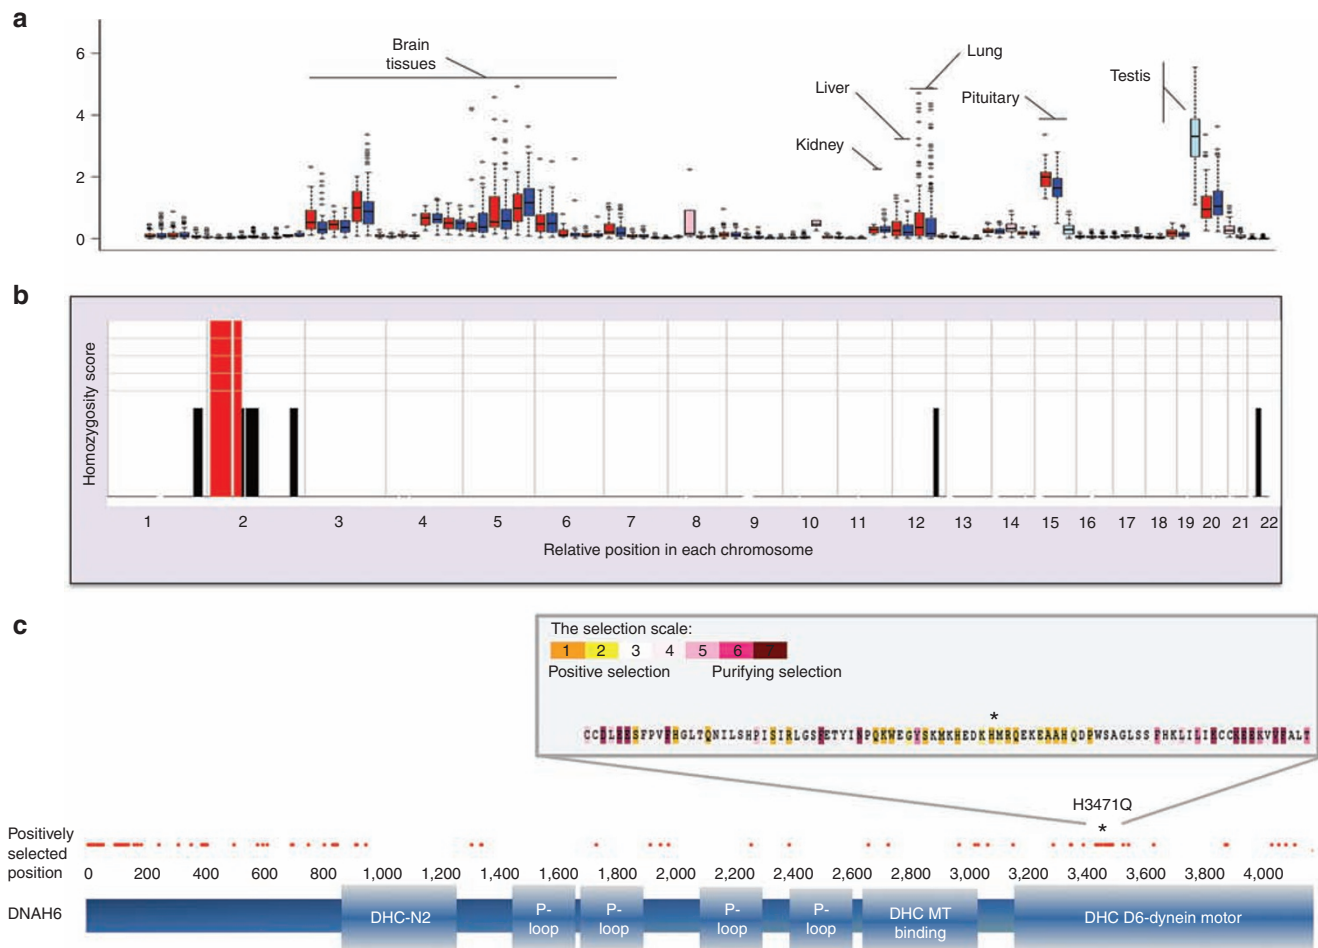 a
6
4
2
0
Brain
tissues
Kidney
Liver
Lung
Pituitary
Testis
b
Homozygosity score
1 2 3 4 5 6 7 8 9 10 11 12 13 14 15 16 17 18 19 20 21 22
Relative position in each chromosome
c
The selection scale:
1 2 3 4 5 6 7
Positive selection Purifying selection
*
H3471Q
*
Positively
selected
position
0 200 400 600 800 1,000 1,200 1,400 1,600 1,800 2,000 2,200 2,400 2,600 2,800 3,000 3,200 3,400 3,600 3,800 4,000
DNAH6
DHC-N2
P-
loop
P-
loop
P-
loop
P-
loop
DHC MT
binding
DHC D6-dynein motor